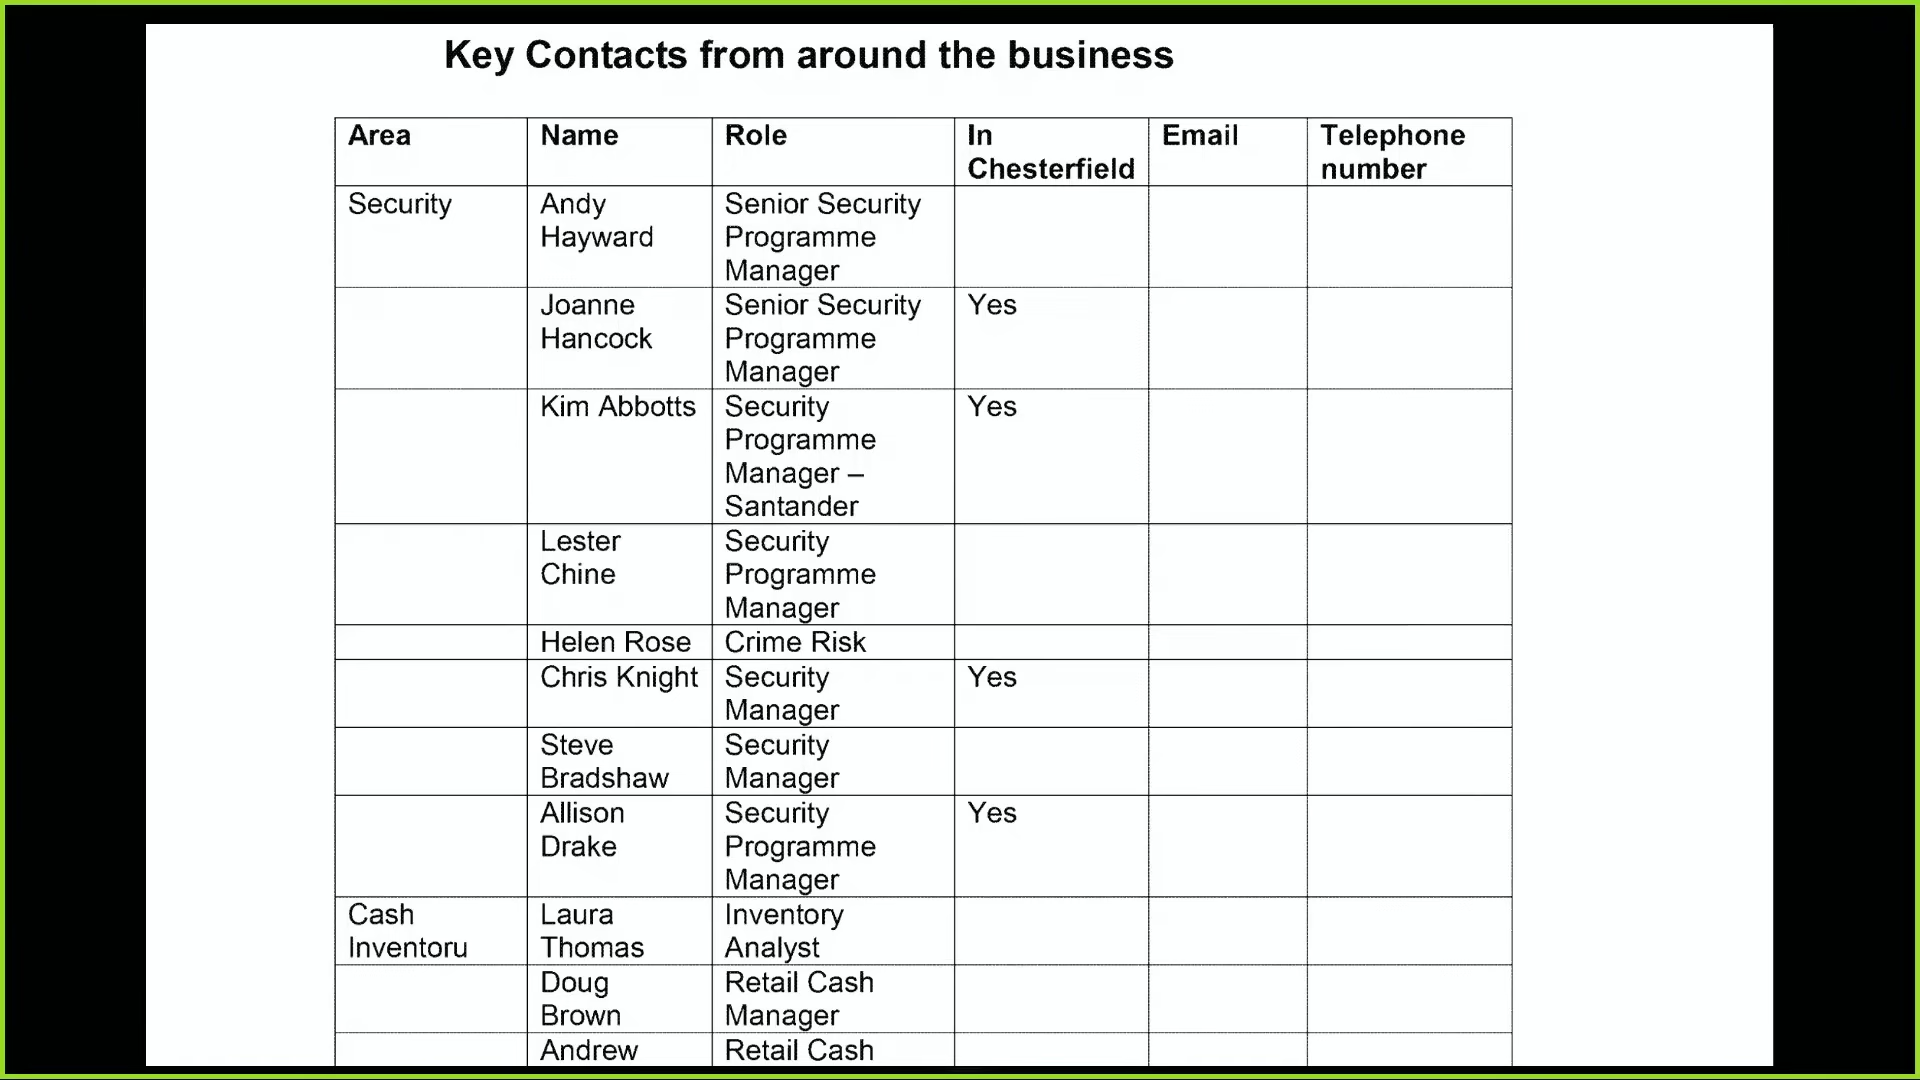 Key Contacts from around the business
Area Name Role In Chesterfield Email Telephone number
Security Andy Hayward Senior Security Programme Manager
Joanne Hancock Senior Security Programme Manager Yes
Kim Abbotts Security Programme Manager – Santander Yes
Lester Chine Security Programme Manager
Helen Rose Crime Risk
Chris Knight Security Manager Yes
Steve Bradshaw Security Manager
Allison Drake Security Programme Manager Yes
Cash Inventoru Laura Thomas Inventory Analyst
Doug Brown Retail Cash Manager
Andrew Retail Cash